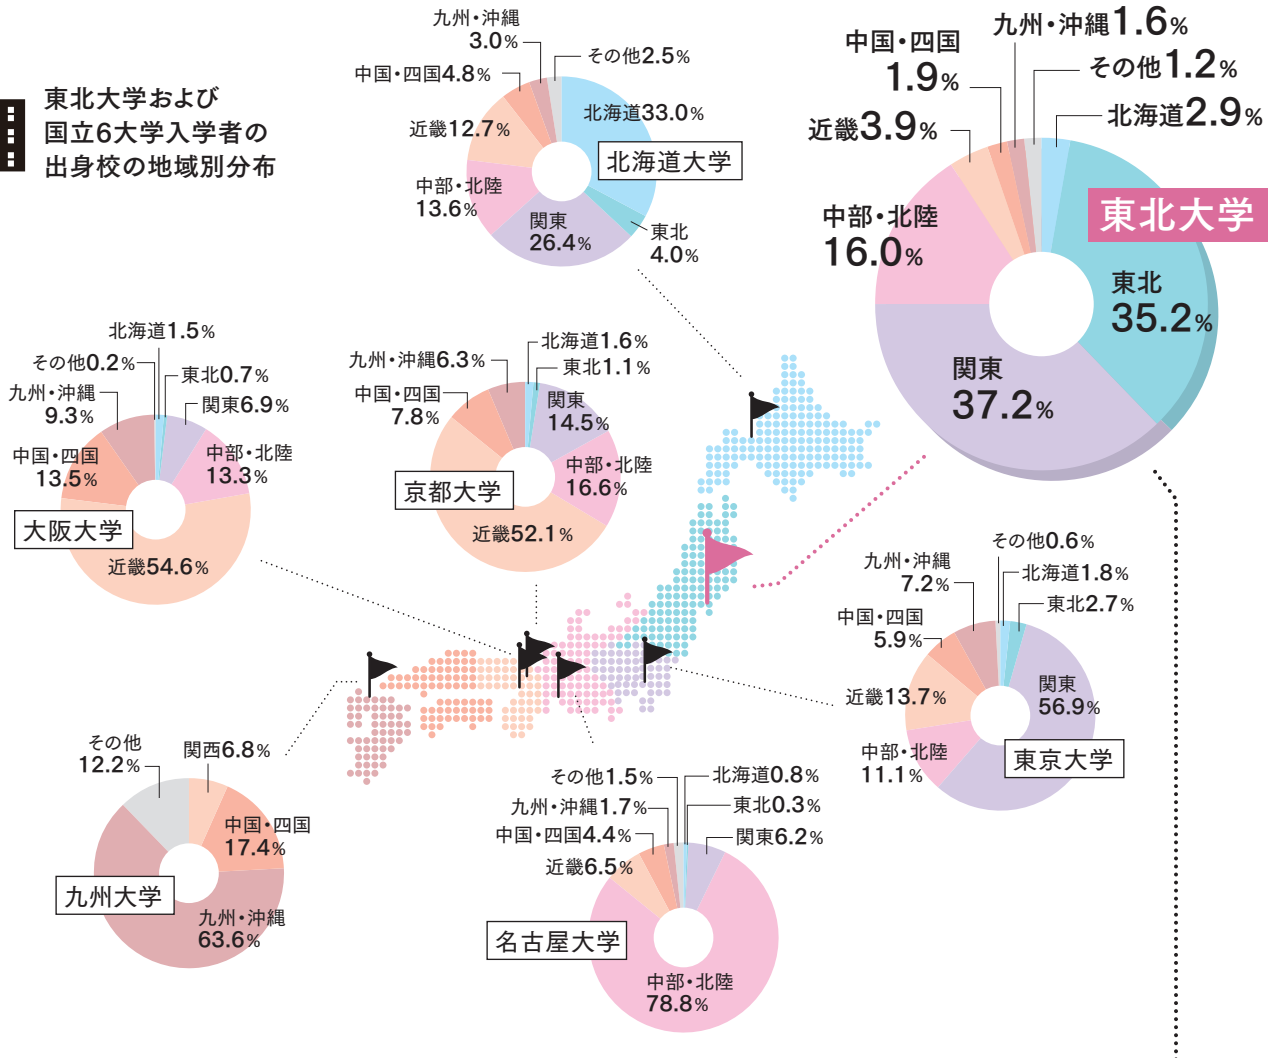 東北大学および
国立6大学入学者の
出身校の地域別分布
九州・沖縄
3.0%
その他2.5%
中国・四国4.8%
北海道33.0%
近畿12.7%
北海道大学
中部・北陸
13.6%
関東
26.4%
東北
4.0%
九州・沖縄1.6%
中国・四国
1.9%
その他1.2%
北海道2.9%
近畿3.9%
東北大学
中部・北陸
16.0%
東北
35.2%
関東
37.2%
北海道1.5%
その他0.2%
東北0.7%
九州・沖縄
9.3%
関東6.9%
中国・四国
13.5%
中部・北陸
13.3%
大阪大学
近畿54.6%
北海道1.6%
九州・沖縄6.3%
東北1.1%
中国・四国
7.8%
関東
14.5%
中部・北陸
16.6%
京都大学
近畿52.1%
その他0.6%
九州・沖縄
7.2%
北海道1.8%
東北2.7%
中国・四国
5.9%
関東
56.9%
近畿13.7%
中部・北陸
11.1%
東京大学
その他
12.2%
関西6.8%
中国・四国
17.4%
九州大学
九州・沖縄
63.6%
その他1.5%
北海道0.8%
九州・沖縄1.7%
東北0.3%
中国・四国4.4%
関東6.2%
近畿6.5%
名古屋大学
中部・北陸
78.8%